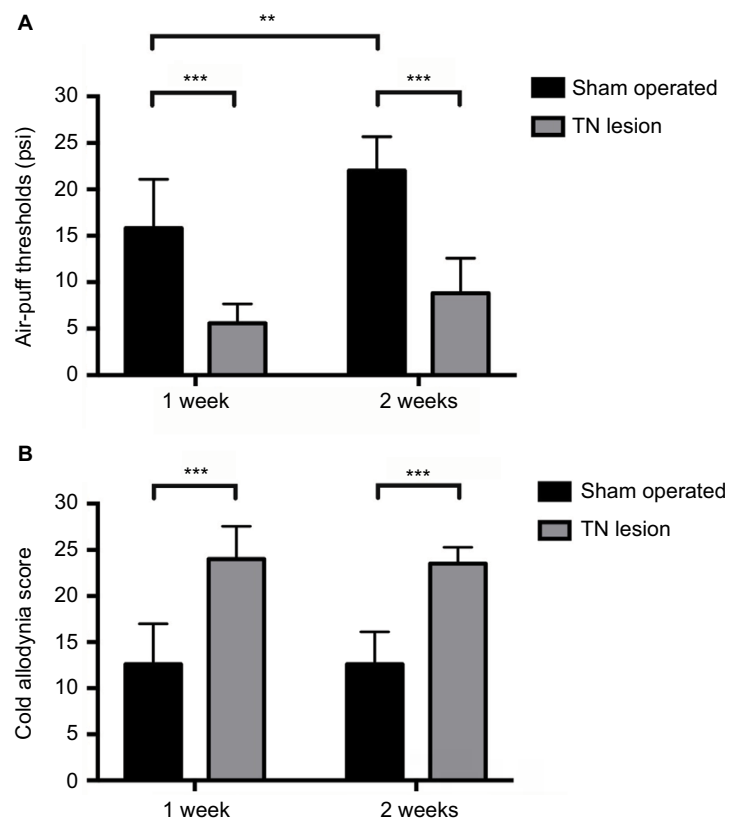 A
**
*** ***
30
25
20
15
10
5
0
Air-puff thresholds (psi)
1 week 2 weeks
Sham operated
TN lesion
B
*** ***
30
25
20
15
10
5
0
Cold allodynia score
1 week 2 weeks
Sham operated
TN lesion